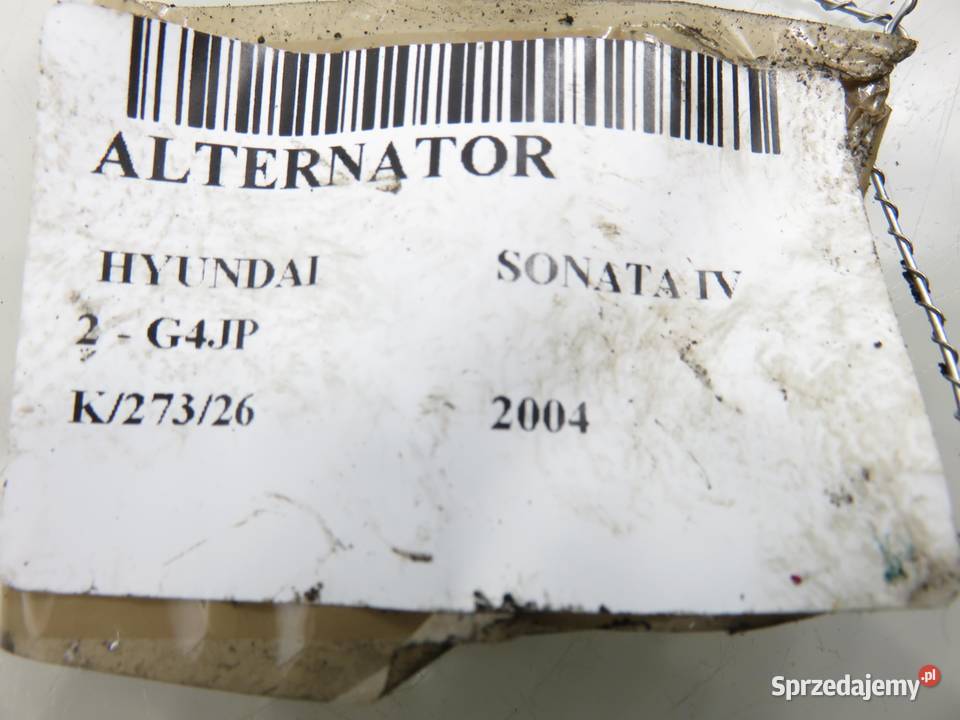 ALTERNATOR
HYUNDAI SONATA IV
2 - G4JP
K/273/26 2004
Sprzedajemy.pl